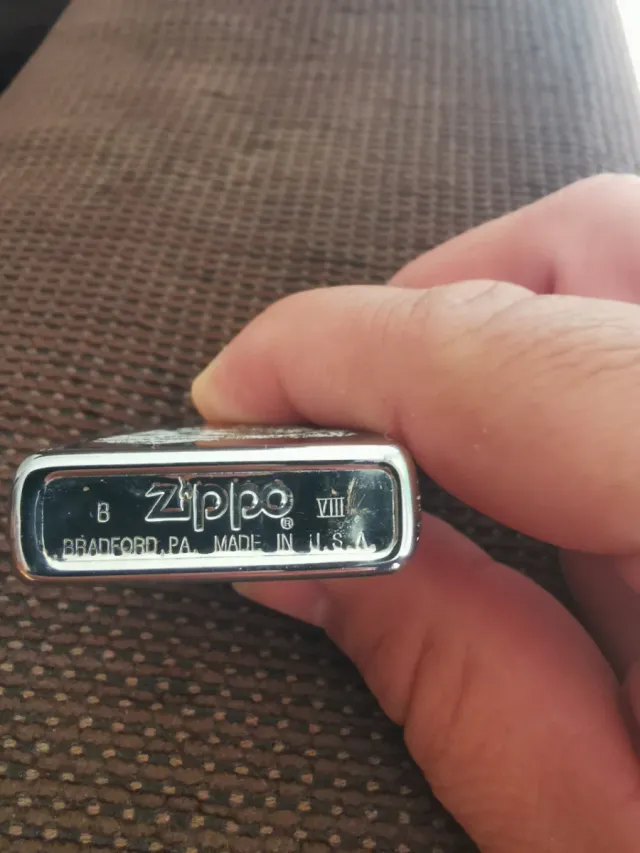 B Zippo® VIII
BRADFORD, PA. MADE IN U.S.A.